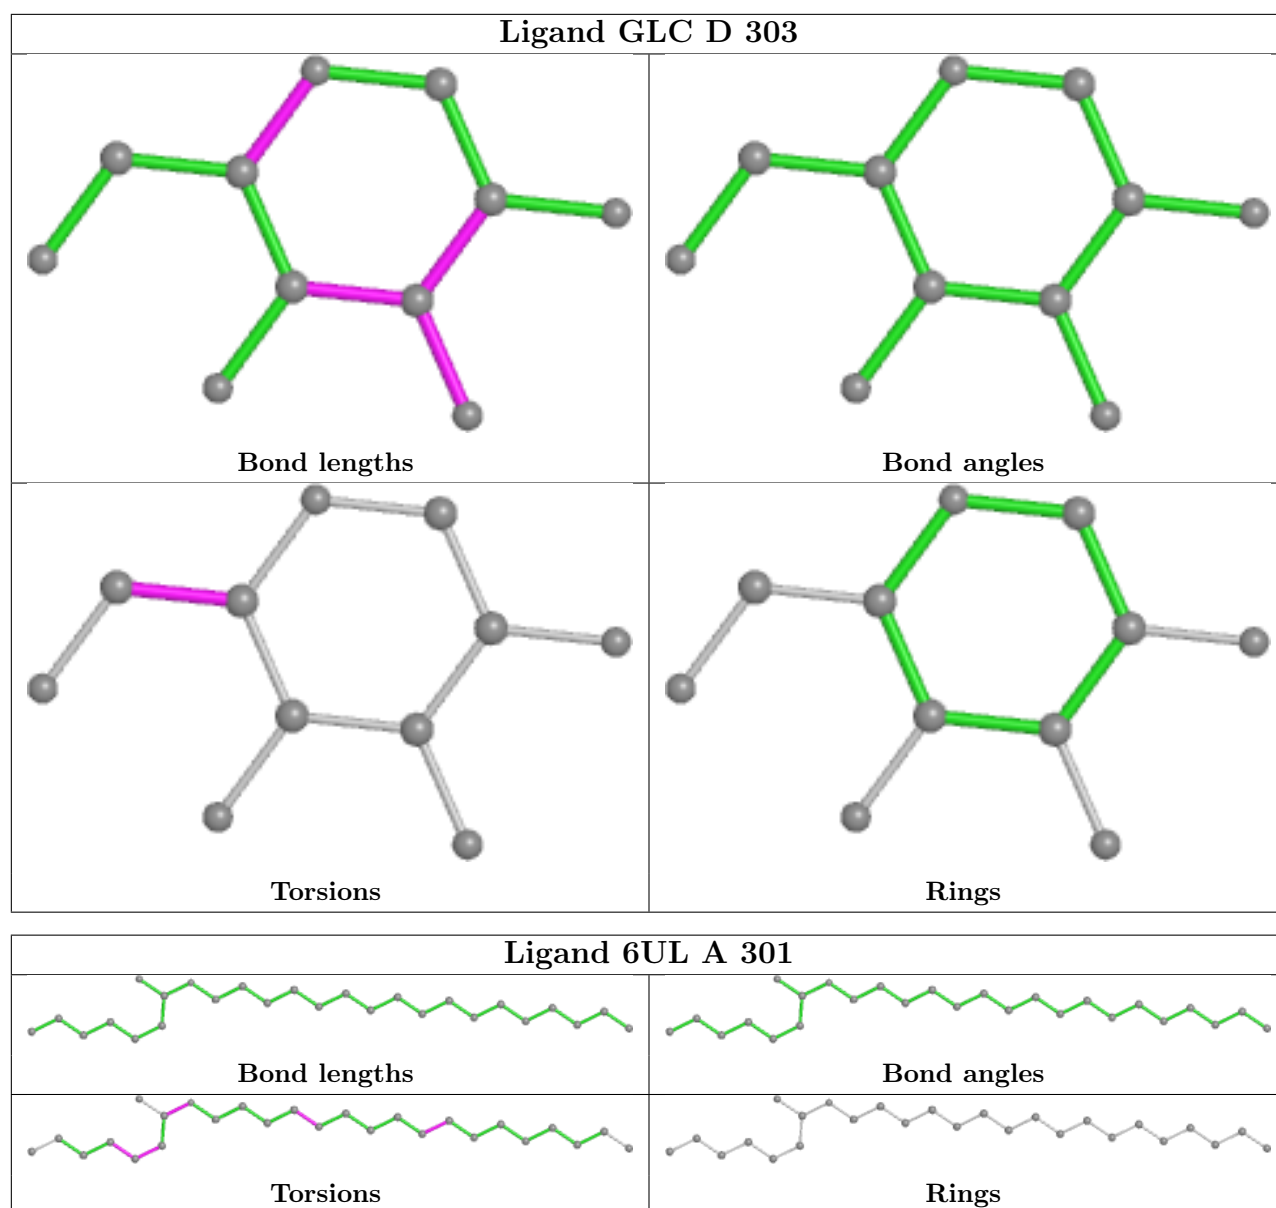 Ligand GLC D 303
Bond lengths
Bond angles
Torsions
Rings
Ligand 6UL A 301
Bond lengths
Bond angles
Torsions
Rings